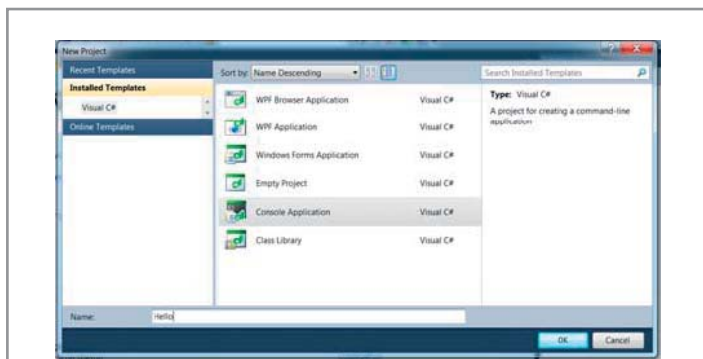 New Project
Recent Templates
Installed Templates
Visual C#
Online Templates
Sort by: Name Descending
Search Installed Templates
WPF Browser Application Visual C#
WPF Application Visual C#
Windows Forms Application Visual C#
Empty Project Visual C#
Console Application Visual C#
Class Library Visual C#
Type: Visual C#
A project for creating a command-line
application
Name: Hello
OK Cancel